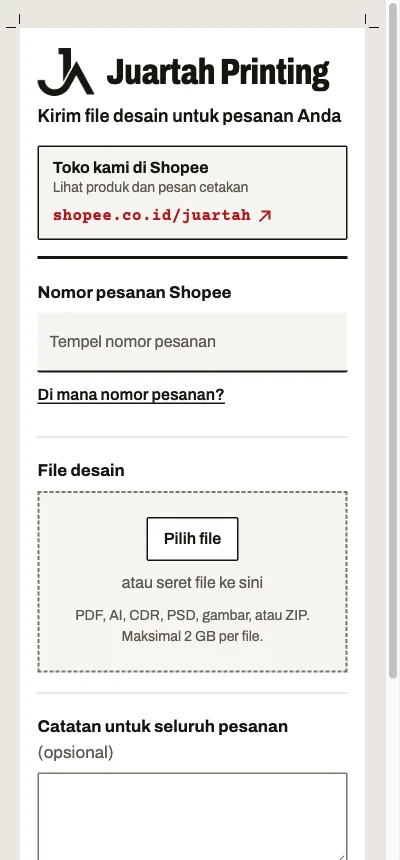 JA Juartah Printing
Kirim file desain untuk pesanan Anda
Toko kami di Shopee
Lihat produk dan pesan cetakan
shopee.co.id/juartah
Nomor pesanan Shopee
Tempel nomor pesanan
Di mana nomor pesanan?
File desain
Pilih file
atau seret file ke sini
PDF, AI, CDR, PSD, gambar, atau ZIP.
Maksimal 2 GB per file.
Catatan untuk seluruh pesanan
(opsional)